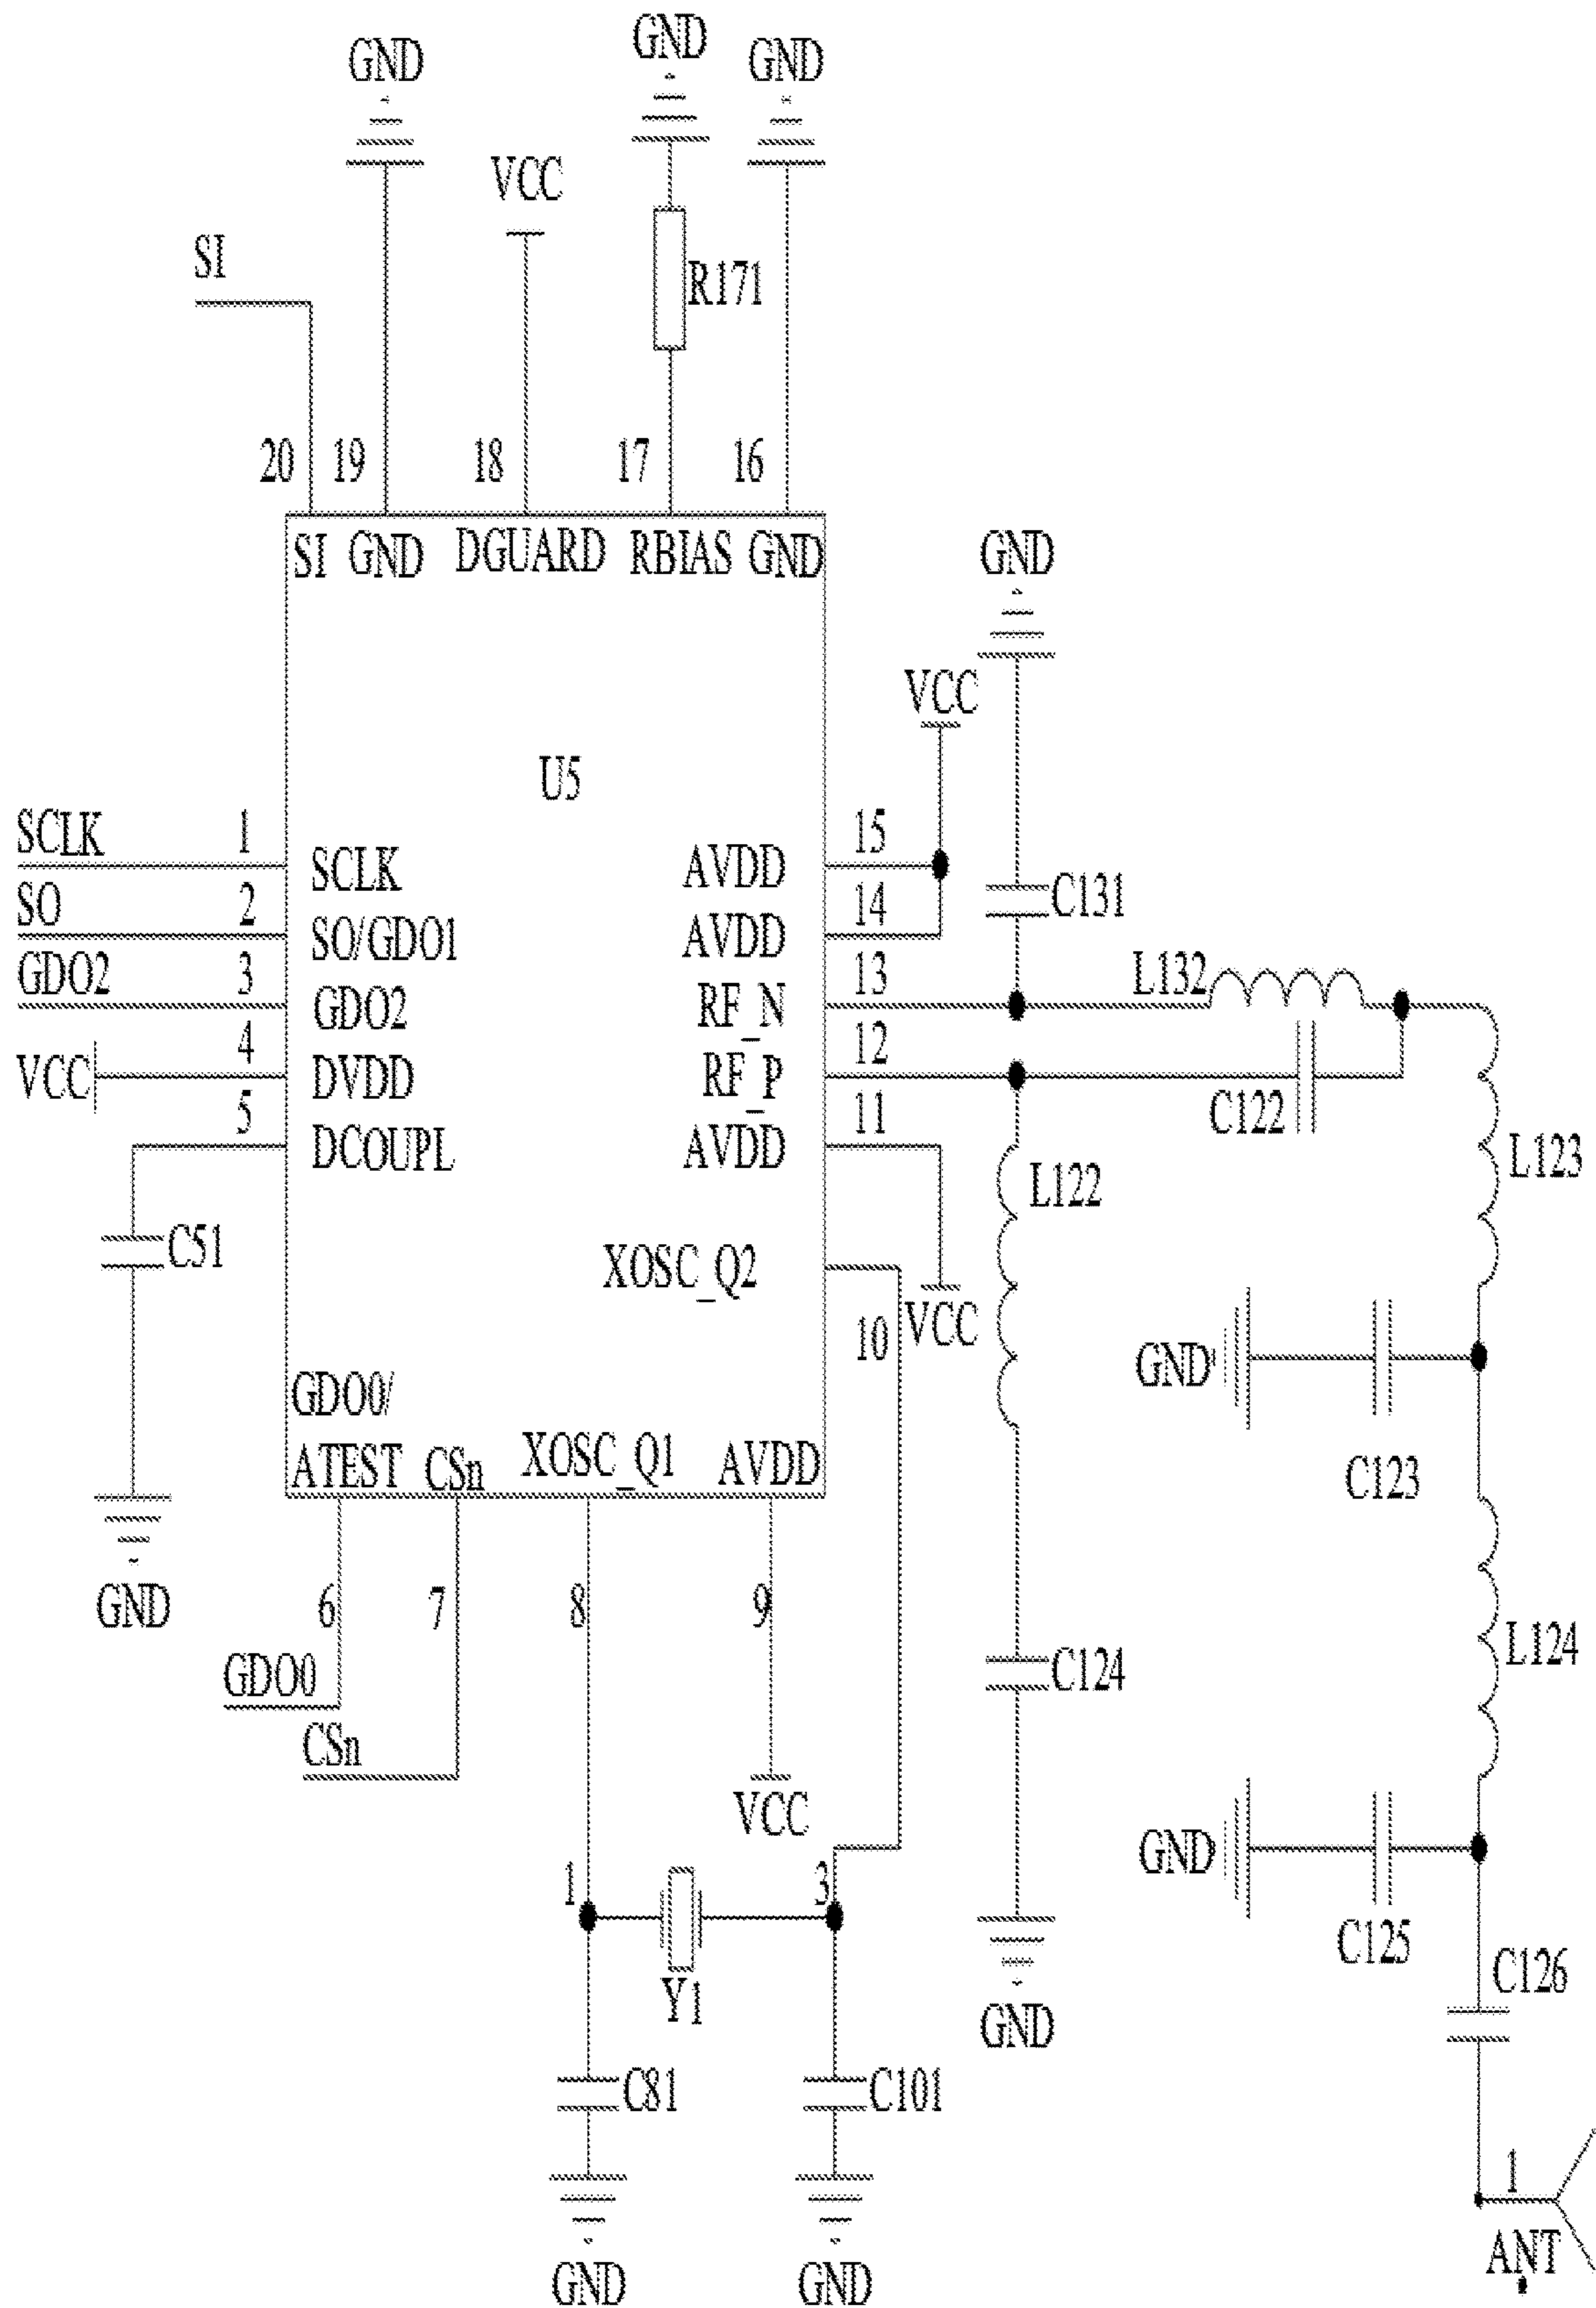 GND
GND
GND
VCC
SI
R171
20
19
18
17
16
SI
GND
DGUARD
RBIAS
GND
GND
VCC
U5
SCLK
1
SCLK
AVDD
15
C131
SO
2
SO/GDO1
AVDD
14
GDO2
3
GDO2
RF_N
13
L132
VCC
4
DVDD
RF_P
12
C122
5
DCOUPL
AVDD
11
L122
L123
C51
XOSC_Q2
10
VCC
GND
GDO0/
ATEST
CSn
XOSC_Q1
AVDD
C123
GND
6
7
8
9
GDO0
C124
L124
CSn
VCC
GND
1
3
C125
C126
Y1
GND
C81
C101
1
ANT
GND
GND